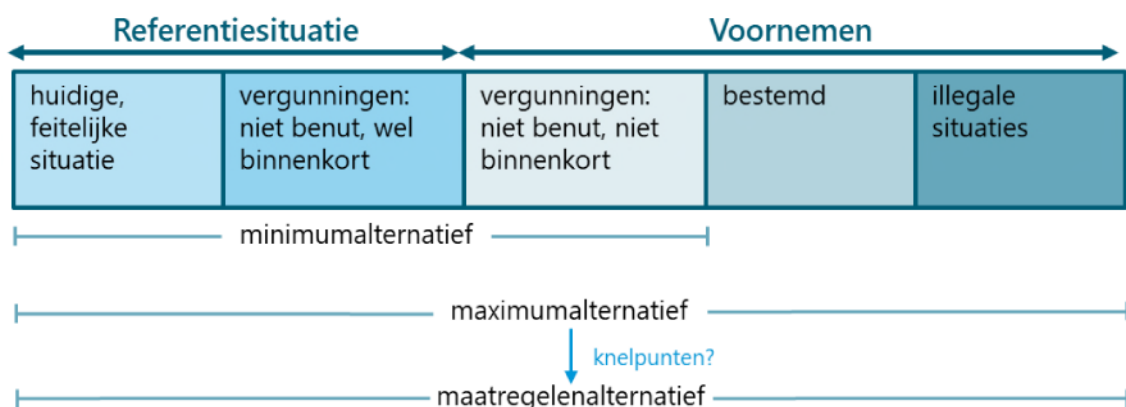 Referentiesituatie
Voornemen
huidige,
feitelijke
situatie
vergunningen:
niet benut, wel
binnenkort
vergunningen:
niet benut, niet
binnenkort
bestemd
illegale
situaties
minimumalternatief
maximumalternatief
knelpunten?
maatregelenalternatief